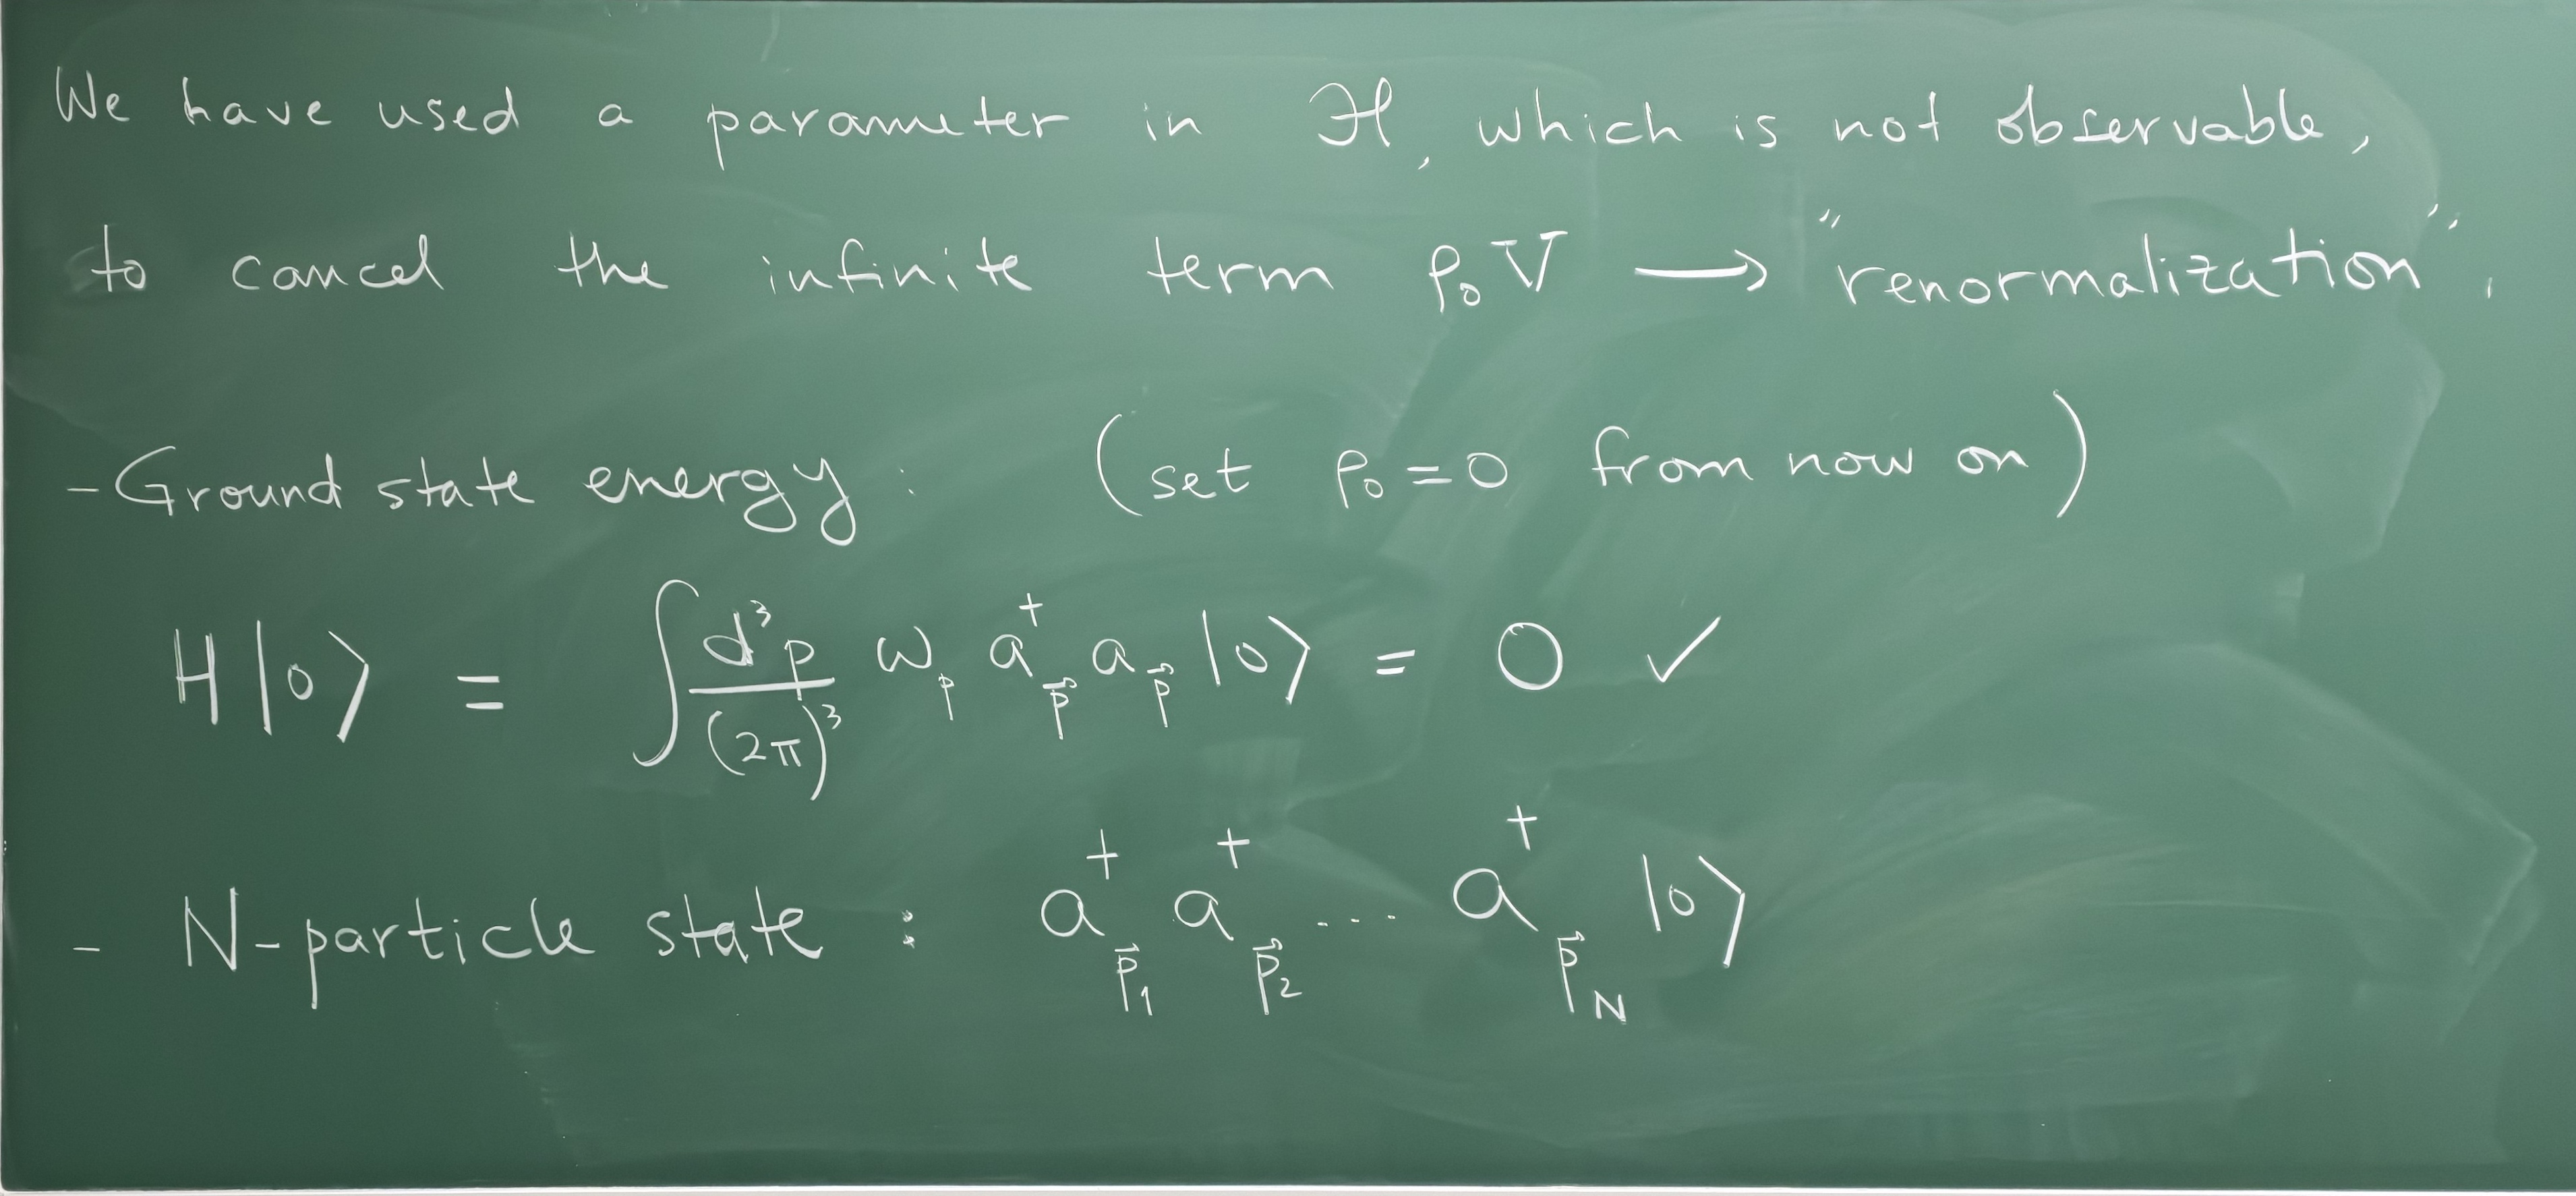 We have used a parameter in ℋ, which is not observable,
to cancel the infinite term ρ₀V ⟶ "renormalization".
- Ground state energy : (set ρ₀ = 0 from now on)
H|0⟩ = ∫ d³p/(2π)³ ω_p a†_p⃗ a_p⃗ |0⟩ = 0 ✓
- N-particle state : a†_p⃗₁ a†_p⃗₂ ... a†_p⃗_N |0⟩